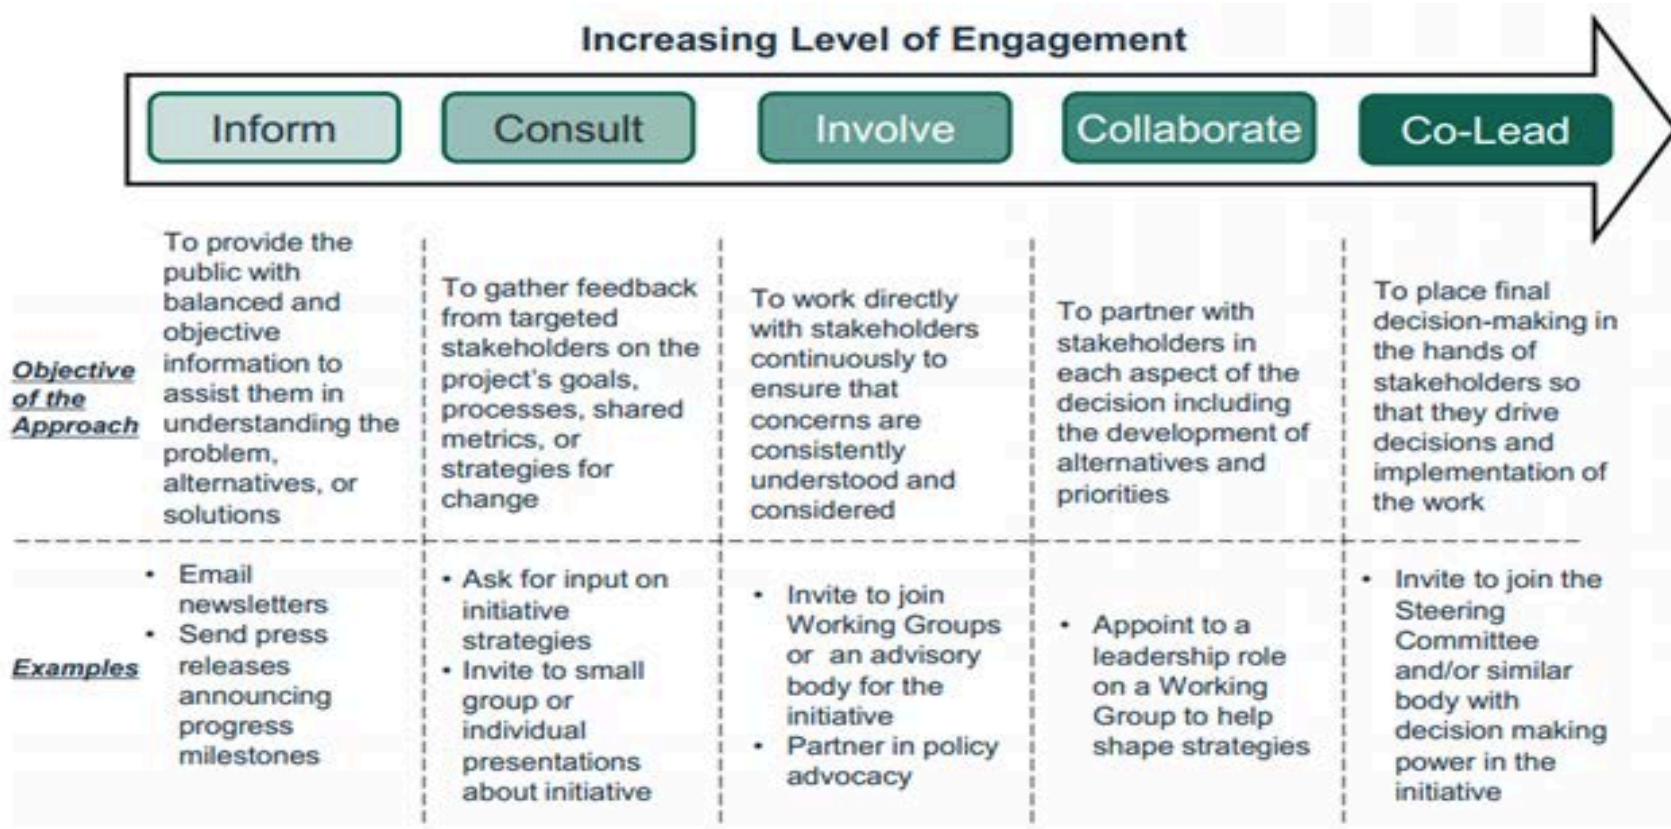 Increasing Level of Engagement
Inform
Consult
Involve
Collaborate
Co-Lead
Objective
of the
Approach
To provide the
public with
balanced and
objective
information to
assist them in
understanding the
problem,
alternatives, or
solutions
To gather feedback
from targeted
stakeholders on the
project's goals,
processes, shared
metrics, or
strategies for
change
To work directly
with stakeholders
continuously to
ensure that
concerns are
consistently
understood and
considered
To partner with
stakeholders in
each aspect of the
decision including
the development of
alternatives and
priorities
To place final
decision-making in
the hands of
stakeholders so
that they drive
decisions and
implementation of
the work
Examples
• Email
newsletters
• Send press
releases
announcing
progress
milestones
• Ask for input on
initiative
strategies
• Invite to small
group or
individual
presentations
about initiative
• Invite to join
Working Groups
or an advisory
body for the
initiative
• Partner in policy
advocacy
• Appoint to a
leadership role
on a Working
Group to help
shape strategies
• Invite to join the
Steering
Committee
and/or similar
body with
decision making
power in the
initiative